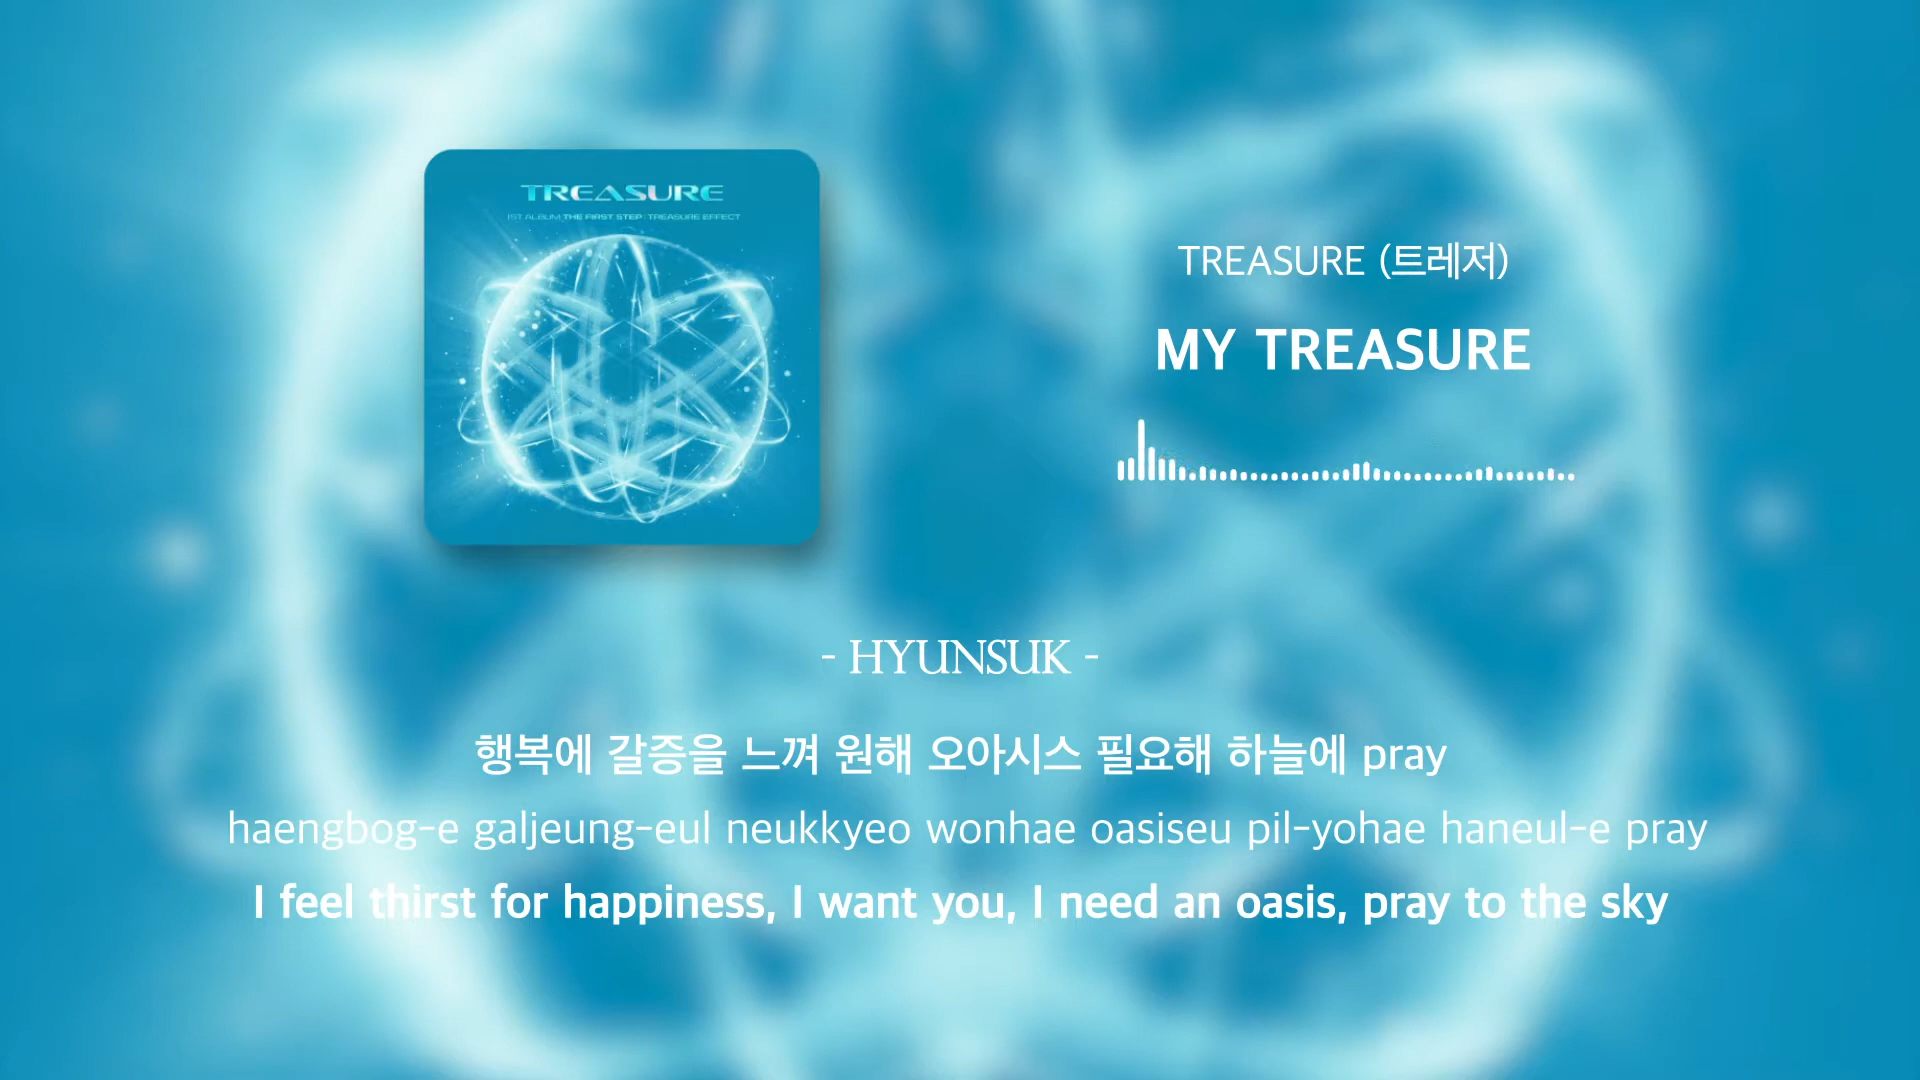 TREASURE
1ST ALBUM THE FIRST STEP : TREASURE EFFECT
TREASURE (트레저)
MY TREASURE
- HYUNSUK -
행복에 갈증을 느껴 원해 오아시스 필요해 하늘에 pray
haengbog-e galjeung-eul neukkyeo wonhae oasiseu pil-yohae haneul-e pray
I feel thirst for happiness, I want you, I need an oasis, pray to the sky